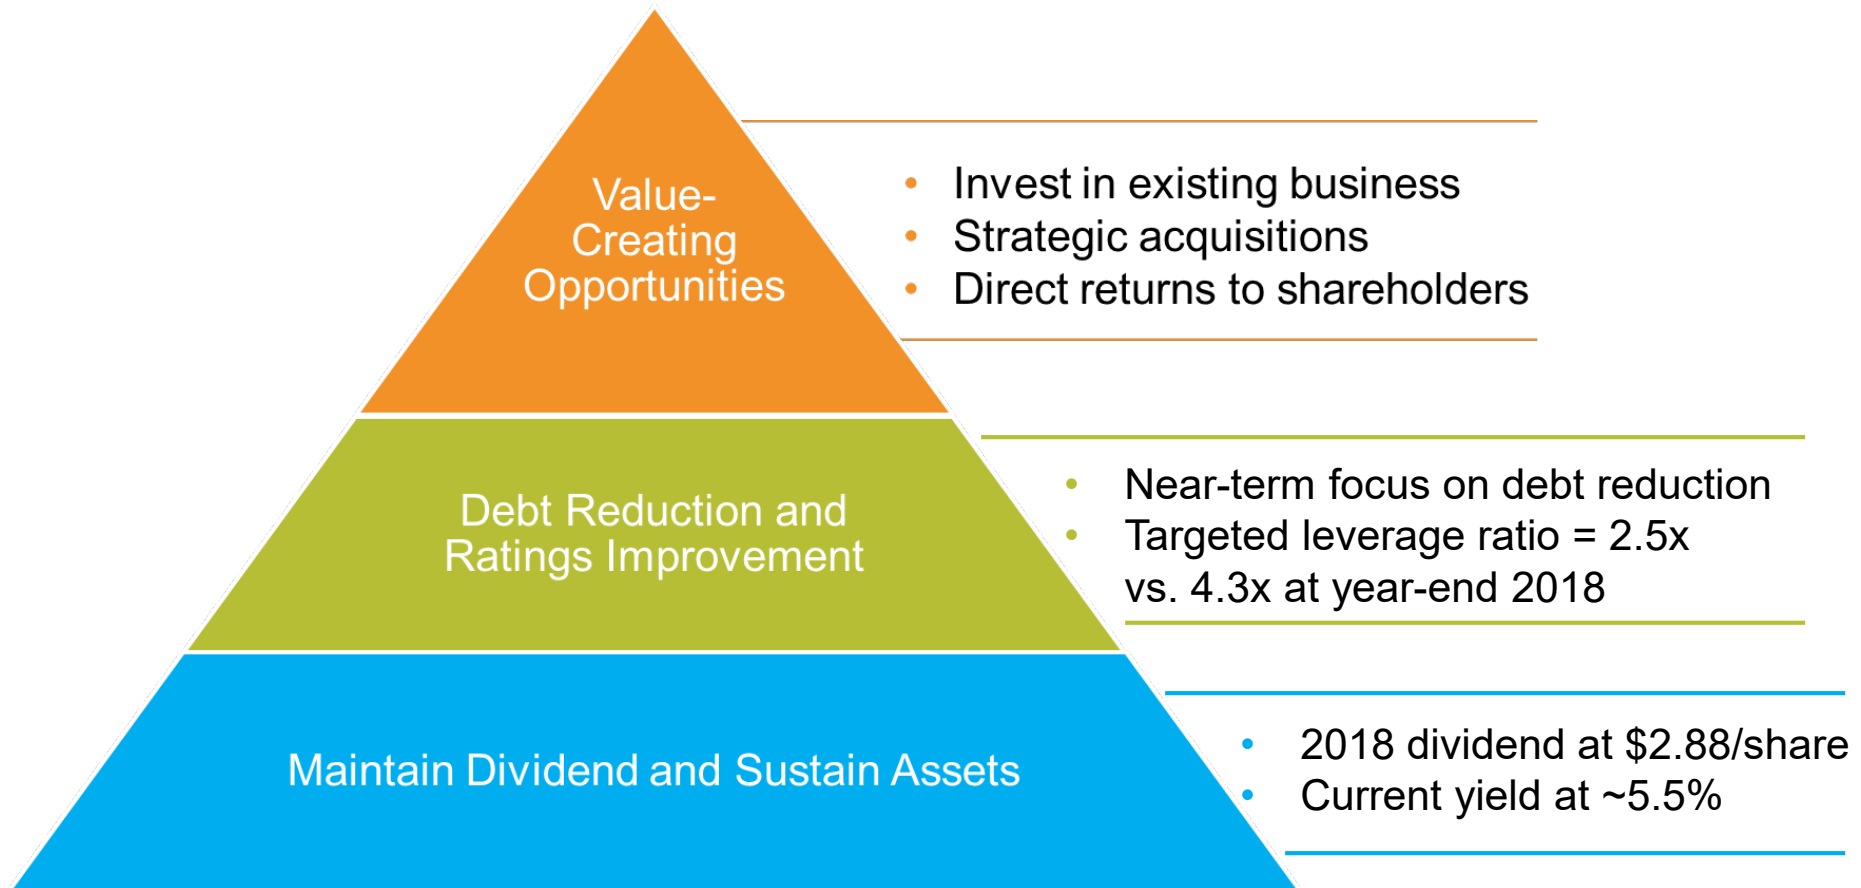 Value-
Creating
Opportunities
• Invest in existing business
• Strategic acquisitions
• Direct returns to shareholders
Debt Reduction and
Ratings Improvement
• Near-term focus on debt reduction
• Targeted leverage ratio = 2.5x
vs. 4.3x at year-end 2018
Maintain Dividend and Sustain Assets
• 2018 dividend at $2.88/share
• Current yield at ~5.5%